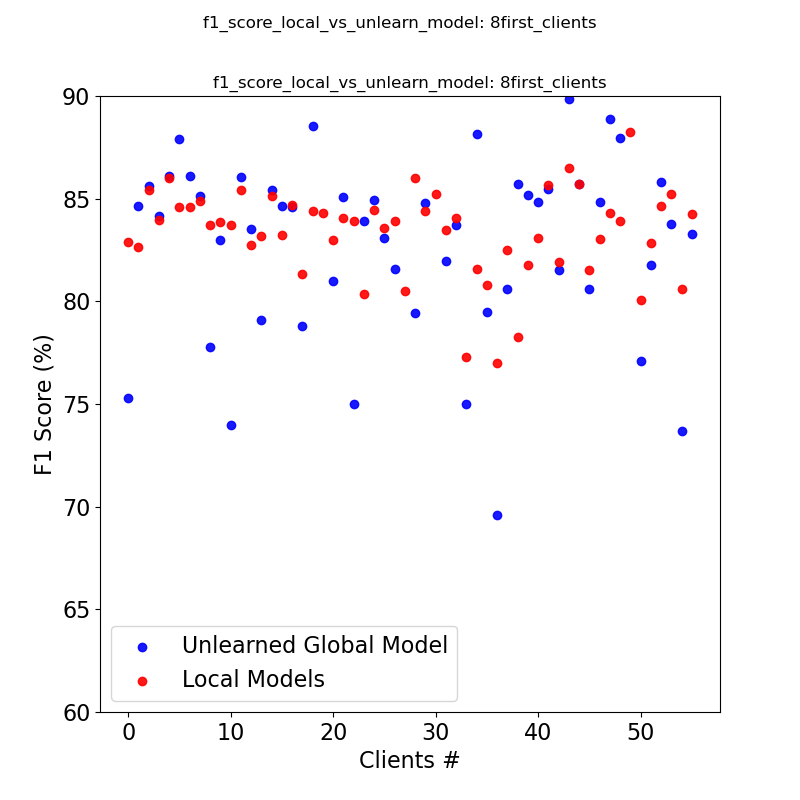 f1_score_local_vs_unlearn_model: 8first_clients
f1_score_local_vs_unlearn_model: 8first_clients
90
85
80
75
70
65
60
F1 Score (%)
Unlearned Global Model
Local Models
0 10 20 30 40 50
Clients #